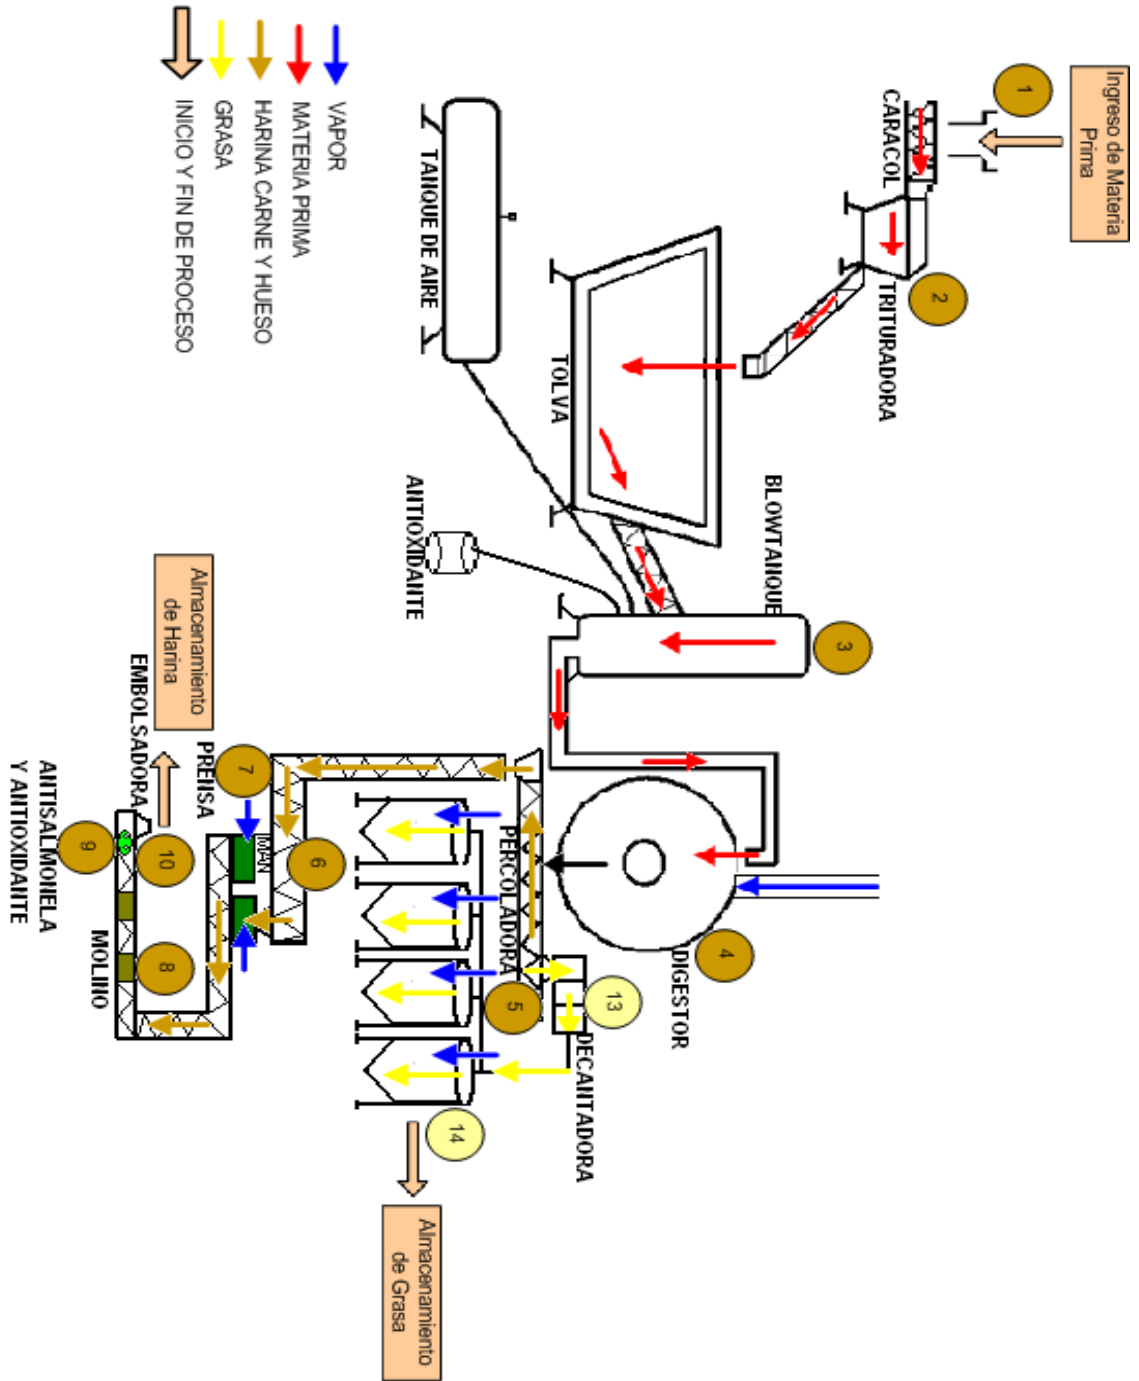 Ingreso de Materia
Prima
1
CARACOL
2
TRITURADORA
TOLVA
TANQUE DE AIRE
BLOWTANQUE
3
ANTIOXIDANTE
4
DIGESTOR
PERCOLADORA
5
13
DECANTADORA
14
Almacenamiento
de Grasa
6
7
PRENSA
MAN
8
MOLINO
9
ANTISALMONELA
Y ANTIOXIDANTE
10
EMBOLSADORA
Almacenamiento
de Harina
VAPOR
MATERIA PRIMA
HARINA CARNE Y HUESO
GRASA
INICIO Y FIN DE PROCESO